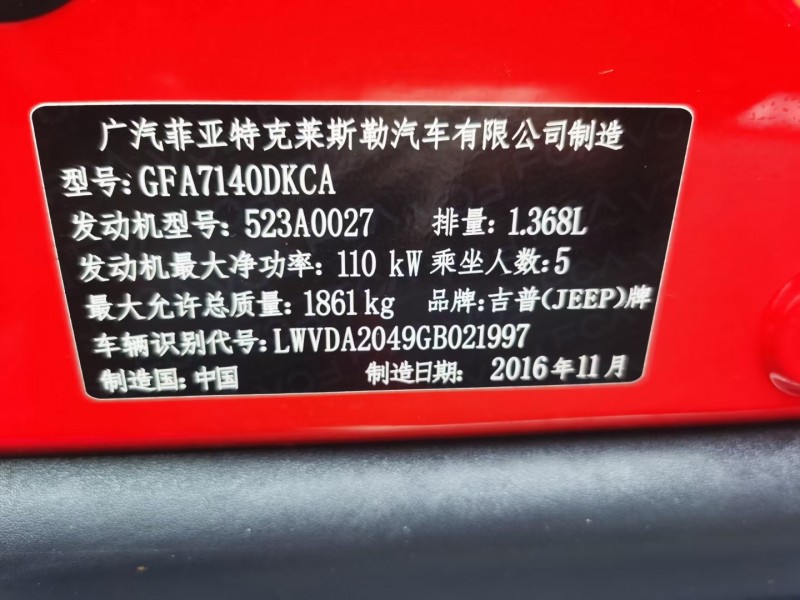 广汽菲亚特克莱斯勒汽车有限公司制造
型号: GFA7140DKCA
发动机型号: 523A0027 排量: 1.368L
发动机最大净功率: 110 kW 乘坐人数: 5
最大允许总质量: 1861kg 品牌: 吉普(JEEP)牌
车辆识别代号: LWVDA2049GB021997
制造国: 中国 制造日期: 2016年11月